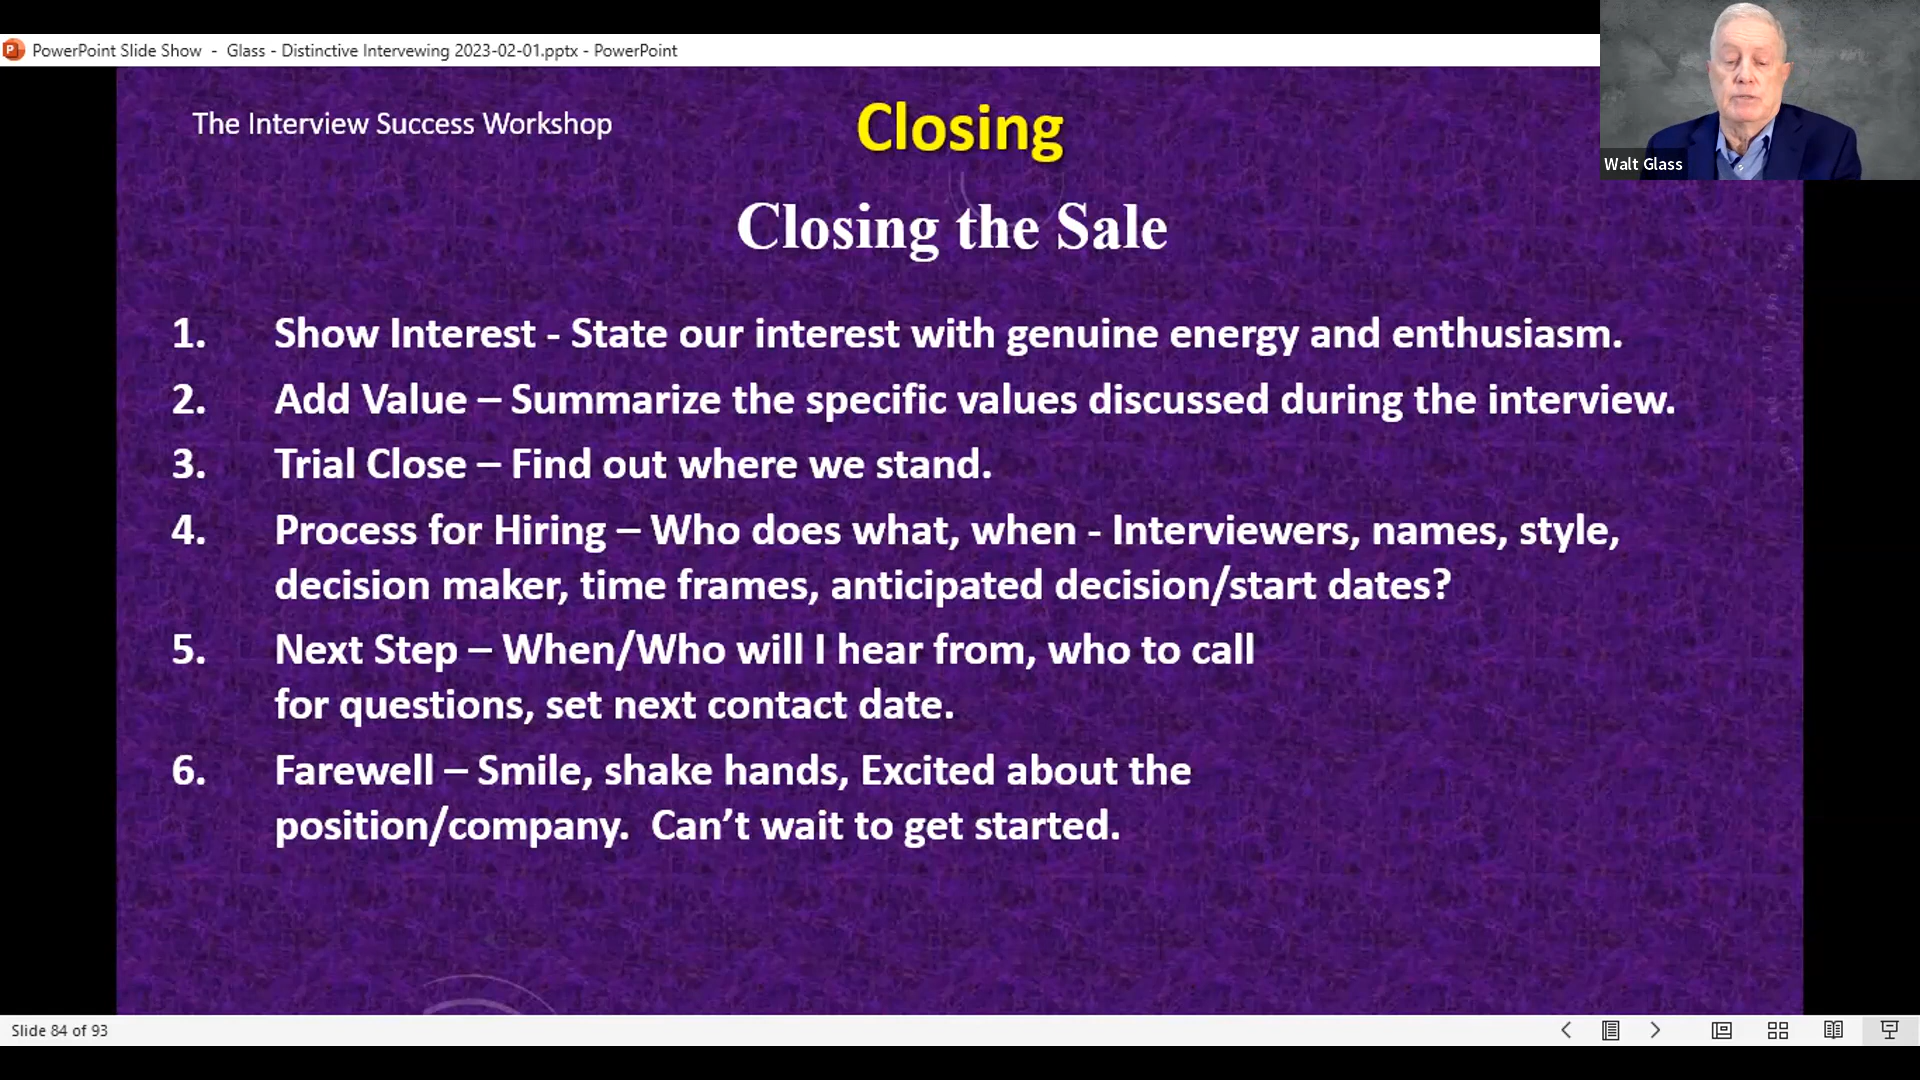 PowerPoint Slide Show - Glass - Distinctive Intervewing 2023-02-01.pptx - PowerPoint
The Interview Success Workshop
Closing
Walt Glass
Closing the Sale
1. Show Interest - State our interest with genuine energy and enthusiasm.
2. Add Value – Summarize the specific values discussed during the interview.
3. Trial Close – Find out where we stand.
4. Process for Hiring – Who does what, when - Interviewers, names, style,
decision maker, time frames, anticipated decision/start dates?
5. Next Step – When/Who will I hear from, who to call
for questions, set next contact date.
6. Farewell – Smile, shake hands, Excited about the
position/company.  Can’t wait to get started.
Slide 84 of 93